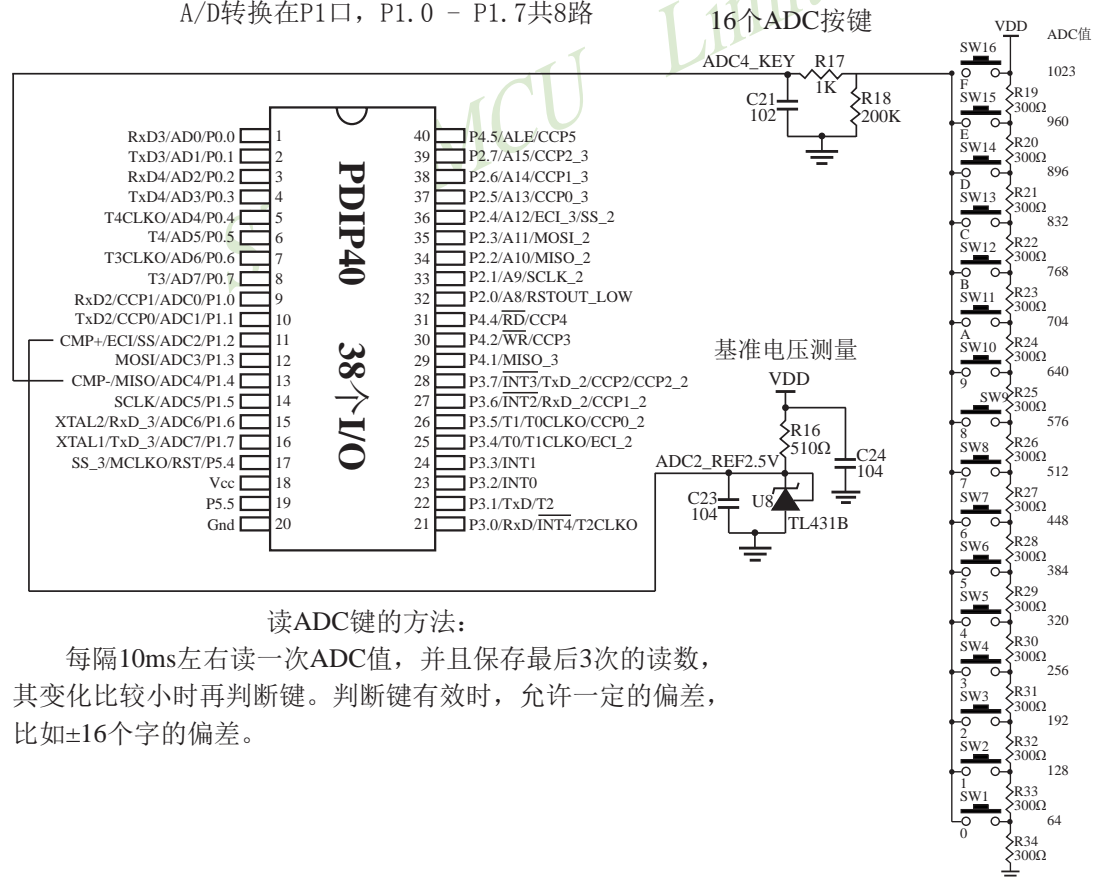 A/D转换在P1口，P1.0 - P1.7共8路
16个ADC按键
MCU Limi
ADC4_KEY
R17
1K
C21
102
R18
200K
VDD
ADC值
SW16
F
1023
R19
300Ω
SW15
E
960
R20
300Ω
SW14
D
896
R21
300Ω
SW13
C
832
R22
300Ω
SW12
B
768
R23
300Ω
SW11
A
704
R24
300Ω
SW10
9
640
R25
300Ω
SW9
8
576
R26
300Ω
SW8
7
512
R27
300Ω
SW7
6
448
R28
300Ω
SW6
5
384
R29
300Ω
SW5
4
320
R30
300Ω
SW4
3
256
R31
300Ω
SW3
2
192
R32
300Ω
SW2
1
128
R33
300Ω
SW1
0
64
R34
300Ω
PDIP40 38个I/O
RxD3/AD0/P0.0 1
TxD3/AD1/P0.1 2
RxD4/AD2/P0.2 3
TxD4/AD3/P0.3 4
T4CLKO/AD4/P0.4 5
T4/AD5/P0.5 6
T3CLKO/AD6/P0.6 7
T3/AD7/P0.7 8
RxD2/CCP1/ADC0/P1.0 9
TxD2/CCP0/ADC1/P1.1 10
CMP+/ECI/SS/ADC2/P1.2 11
MOSI/ADC3/P1.3 12
CMP-/MISO/ADC4/P1.4 13
SCLK/ADC5/P1.5 14
XTAL2/RxD_3/ADC6/P1.6 15
XTAL1/TxD_3/ADC7/P1.7 16
SS_3/MCLKO/RST/P5.4 17
Vcc 18
P5.5 19
Gnd 20
40 P4.5/ALE/CCP5
39 P2.7/A15/CCP2_3
38 P2.6/A14/CCP1_3
37 P2.5/A13/CCP0_3
36 P2.4/A12/ECI_3/SS_2
35 P2.3/A11/MOSI_2
34 P2.2/A10/MISO_2
33 P2.1/A9/SCLK_2
32 P2.0/A8/RSTOUT_LOW
31 P4.4/RD/CCP4
30 P4.2/WR/CCP3
29 P4.1/MISO_3
28 P3.7/INT3/TxD_2/CCP2/CCP2_2
27 P3.6/INT2/RxD_2/CCP1_2
26 P3.5/T1/T0CLKO/CCP0_2
25 P3.4/T0/T1CLKO/ECI_2
24 P3.3/INT1
23 P3.2/INT0
22 P3.1/TxD/T2
21 P3.0/RxD/INT4/T2CLKO
基准电压测量
VDD
R16
510Ω
C24
104
ADC2_REF2.5V
C23
104
U8
TL431B
读ADC键的方法：
每隔10ms左右读一次ADC值，并且保存最后3次的读数，
其变化比较小时再判断键。判断键有效时，允许一定的偏差，
比如±16个字的偏差。